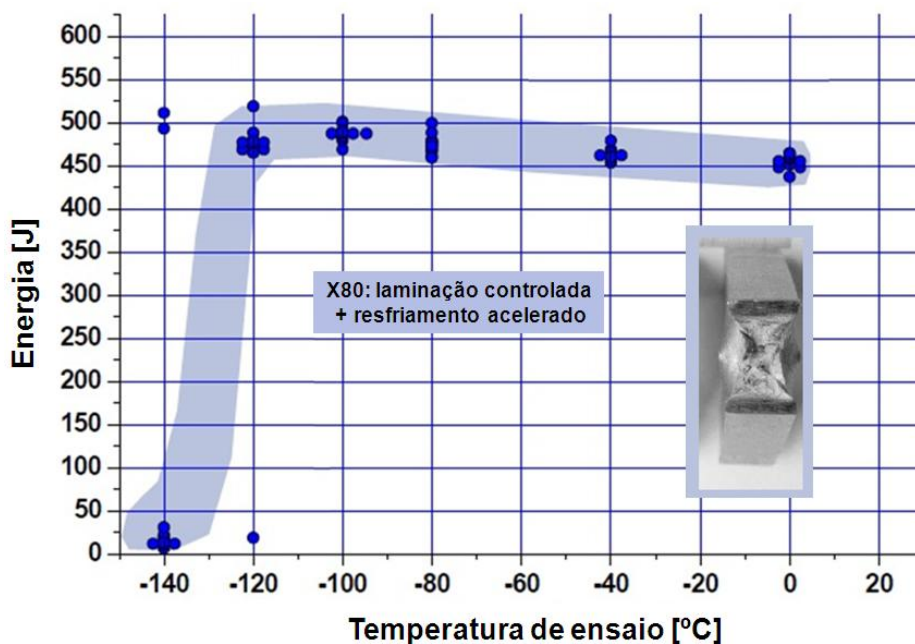 600
550
500
450
400
350
300
250
200
150
100
50
0
Energia [J]
X80: laminação controlada
+ resfriamento acelerado
-140 -120 -100 -80 -60 -40 -20 0 20
Temperatura de ensaio [ºC]